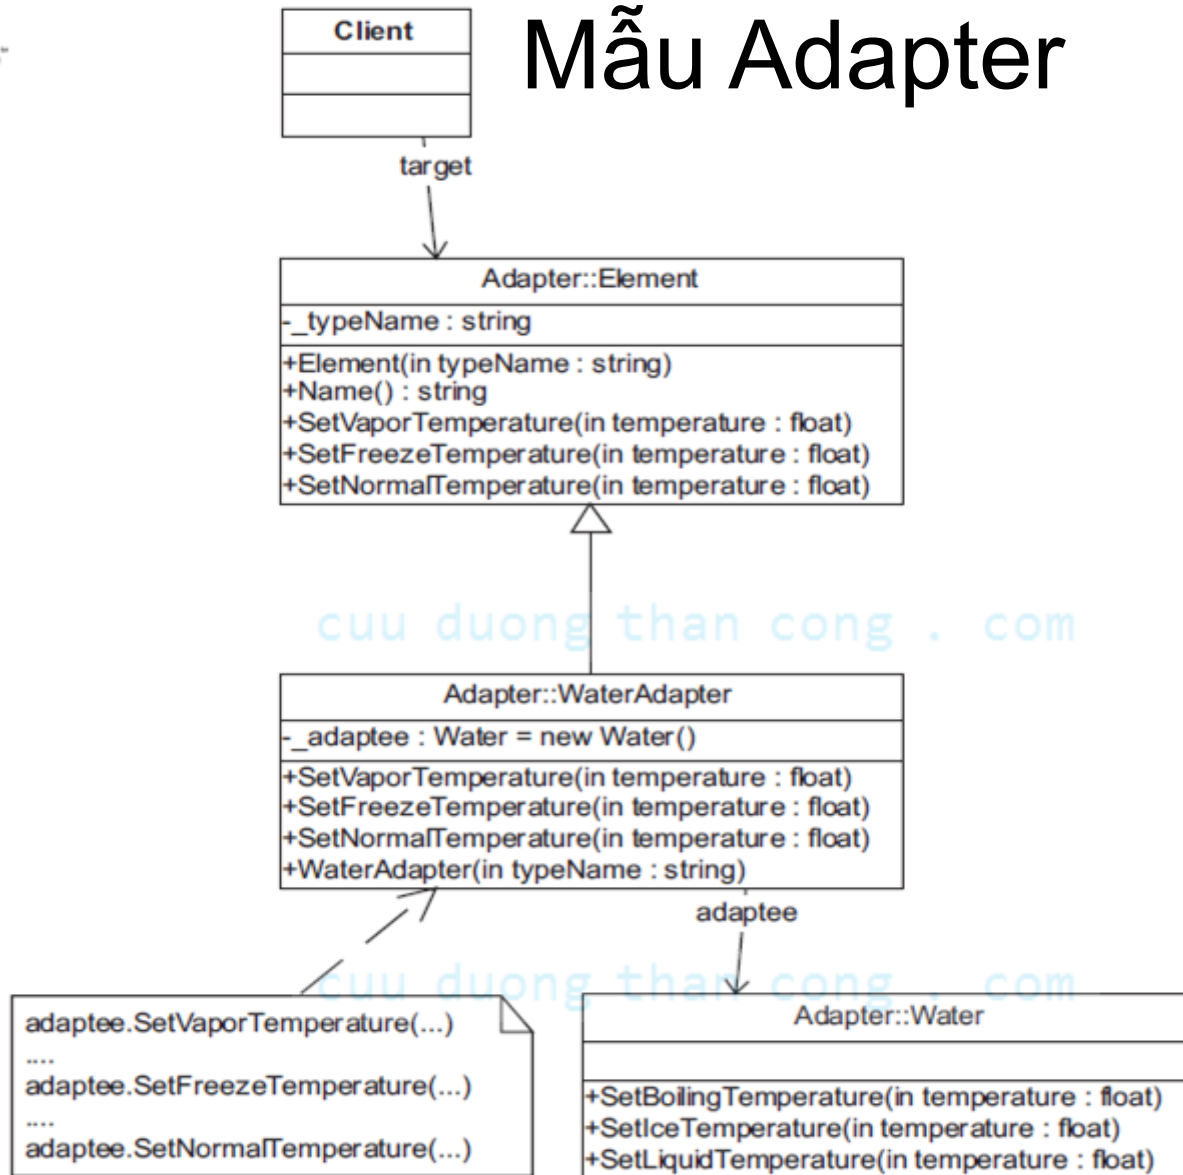 Mẫu Adapter
Client
target
Adapter::Element
-_typeName : string
+Element(in typeName : string)
+Name() : string
+SetVaporTemperature(in temperature : float)
+SetFreezeTemperature(in temperature : float)
+SetNormalTemperature(in temperature : float)
cuu duong than cong . com
Adapter::WaterAdapter
-_adaptee : Water = new Water()
+SetVaporTemperature(in temperature : float)
+SetFreezeTemperature(in temperature : float)
+SetNormalTemperature(in temperature : float)
+WaterAdapter(in typeName : string)
adaptee
cuu duong than cong . com
adaptee.SetVaporTemperature(...)
....
adaptee.SetFreezeTemperature(...)
....
adaptee.SetNormalTemperature(...)
Adapter::Water
+SetBoilingTemperature(in temperature : float)
+SetIceTemperature(in temperature : float)
+SetLiquidTemperature(in temperature : float)